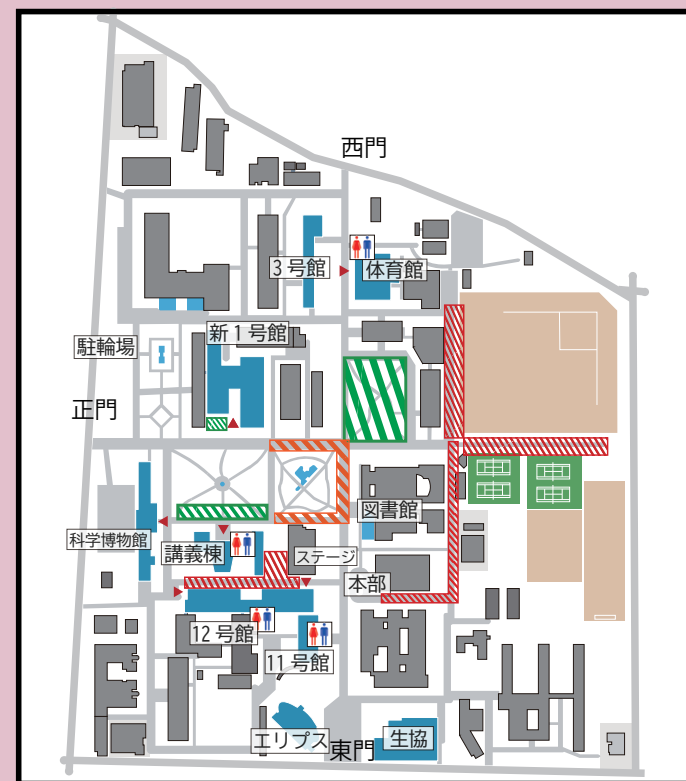 西門
3号館
体育館
新1号館
駐輪場
正門
図書館
科学博物館
講義棟
ステージ
本部
12号館
11号館
エリプス
東門
生協